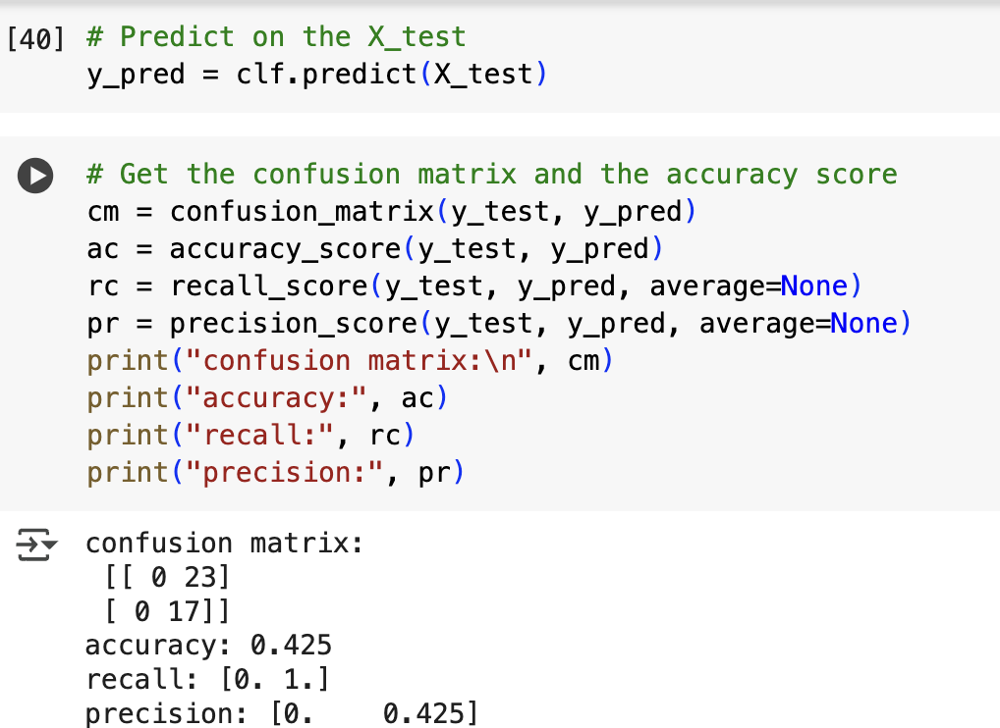 [40] # Predict on the X_test
y_pred = clf.predict(X_test)
# Get the confusion matrix and the accuracy score
cm = confusion_matrix(y_test, y_pred)
ac = accuracy_score(y_test, y_pred)
rc = recall_score(y_test, y_pred, average=None)
pr = precision_score(y_test, y_pred, average=None)
print("confusion matrix:\n", cm)
print("accuracy:", ac)
print("recall:", rc)
print("precision:", pr)
confusion matrix:
[[ 0 23]
[ 0 17]]
accuracy: 0.425
recall: [0. 1.]
precision: [0.    0.425]